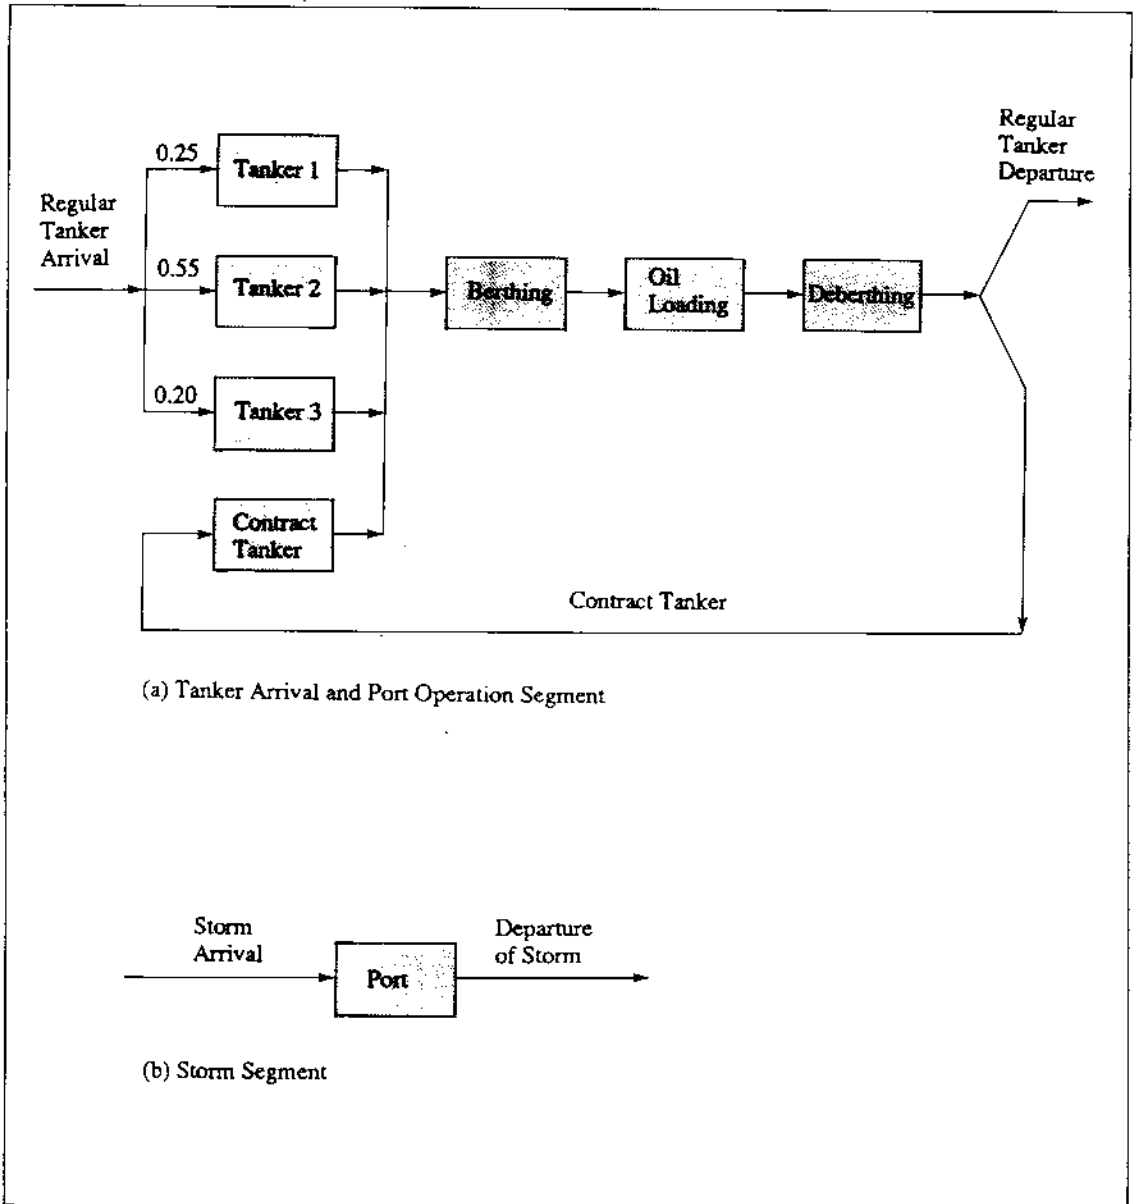 Regular
Tanker
Departure
0.25
Tanker 1
Regular
Tanker
Arrival
0.55
Tanker 2
Berthing
Oil
Loading
Deberthing
0.20
Tanker 3
Contract
Tanker
Contract Tanker
(a) Tanker Arrival and Port Operation Segment
Storm
Arrival
Departure
of Storm
Port
(b) Storm Segment